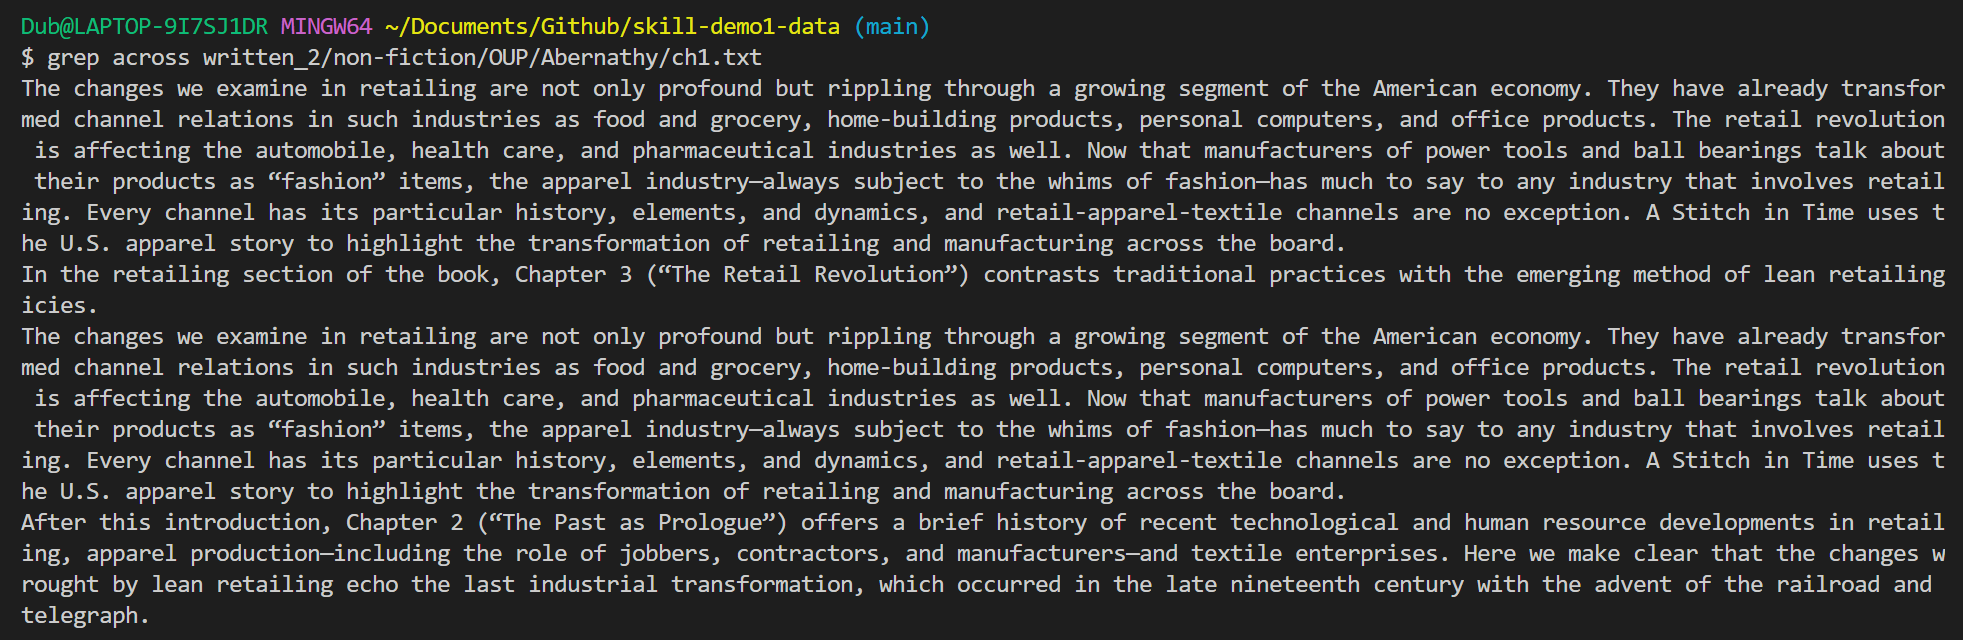 Dub@LAPTOP-9I7SJ1DR MINGW64 ~/Documents/Github/skill-demo1-data (main)
$ grep across written_2/non-fiction/OUP/Abernathy/ch1.txt
The changes we examine in retailing are not only profound but rippling through a growing segment of the American economy. They have already transfor
med channel relations in such industries as food and grocery, home-building products, personal computers, and office products. The retail revolution
 is affecting the automobile, health care, and pharmaceutical industries as well. Now that manufacturers of power tools and ball bearings talk about
 their products as “fashion” items, the apparel industry—always subject to the whims of fashion—has much to say to any industry that involves retail
ing. Every channel has its particular history, elements, and dynamics, and retail-apparel-textile channels are no exception. A Stitch in Time uses t
he U.S. apparel story to highlight the transformation of retailing and manufacturing across the board.
In the retailing section of the book, Chapter 3 (“The Retail Revolution”) contrasts traditional practices with the emerging method of lean retailing
icies.
The changes we examine in retailing are not only profound but rippling through a growing segment of the American economy. They have already transfor
med channel relations in such industries as food and grocery, home-building products, personal computers, and office products. The retail revolution
 is affecting the automobile, health care, and pharmaceutical industries as well. Now that manufacturers of power tools and ball bearings talk about
 their products as “fashion” items, the apparel industry—always subject to the whims of fashion—has much to say to any industry that involves retail
ing. Every channel has its particular history, elements, and dynamics, and retail-apparel-textile channels are no exception. A Stitch in Time uses t
he U.S. apparel story to highlight the transformation of retailing and manufacturing across the board.
After this introduction, Chapter 2 (“The Past as Prologue”) offers a brief history of recent technological and human resource developments in retail
ing, apparel production—including the role of jobbers, contractors, and manufacturers—and textile enterprises. Here we make clear that the changes w
rought by lean retailing echo the last industrial transformation, which occurred in the late nineteenth century with the advent of the railroad and
telegraph.